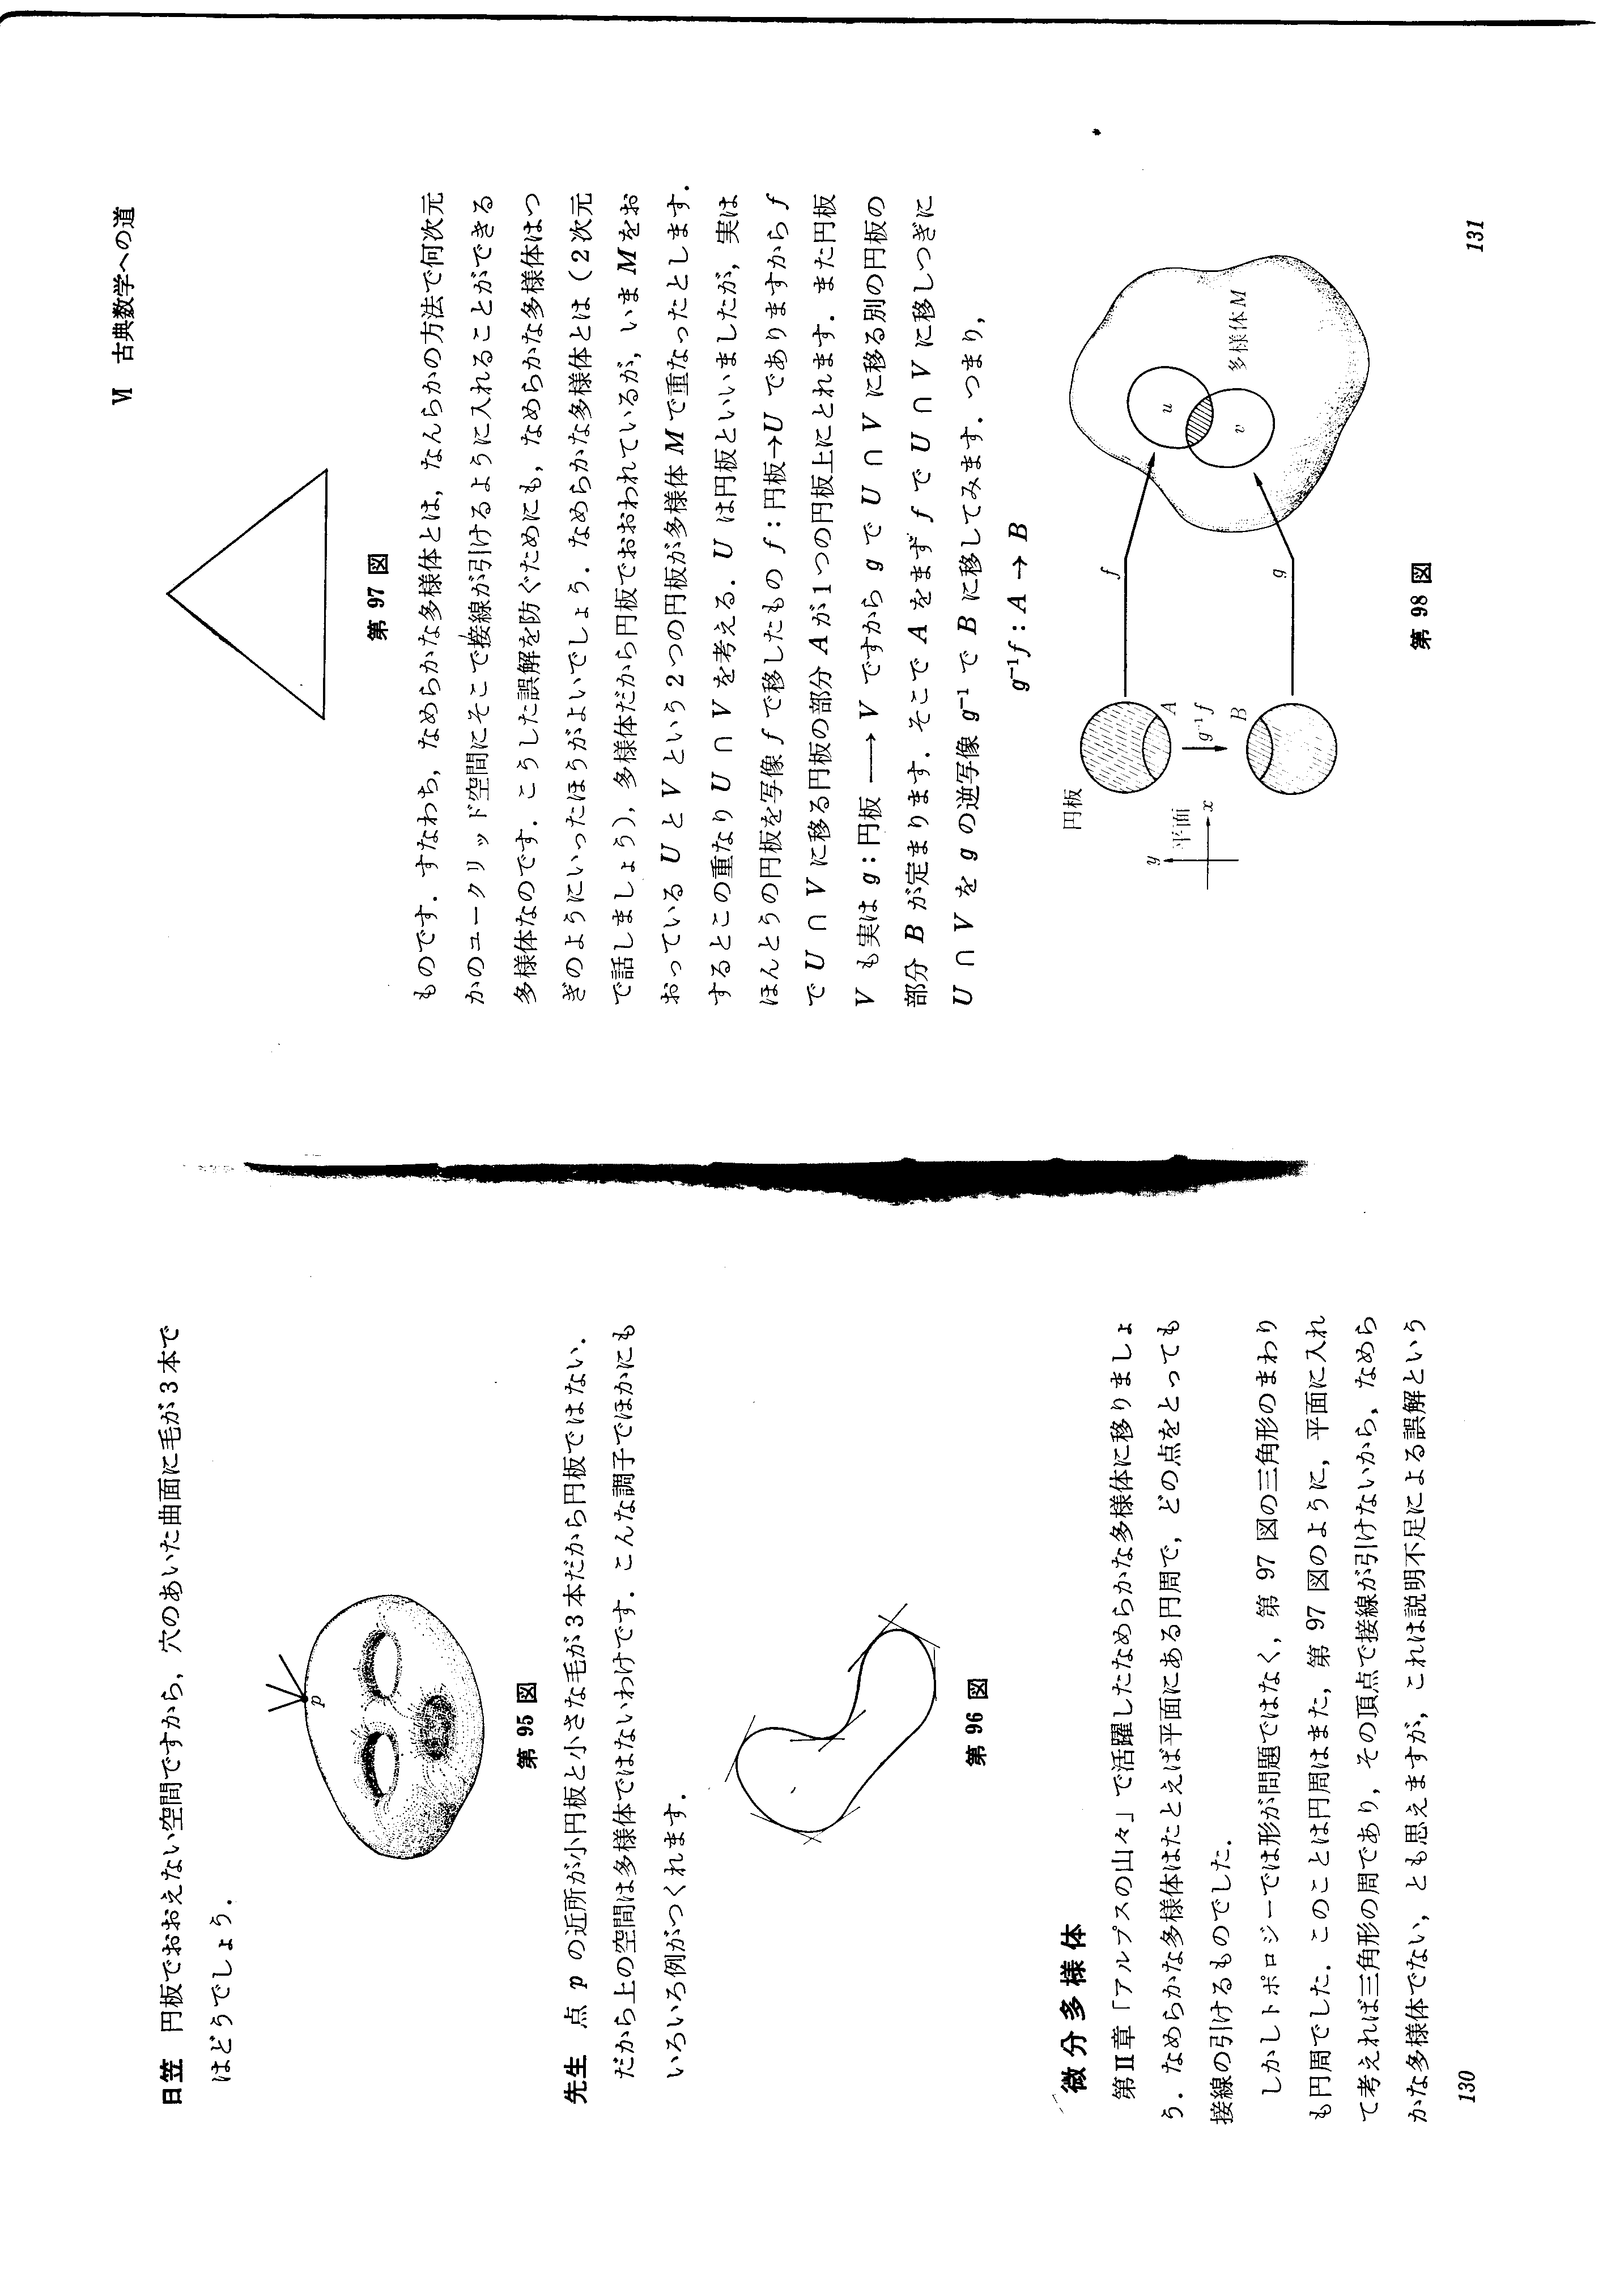 日笠 円板でおおえない空間ですから，穴のあいた曲面に毛が3本で
はどうでしょう．
p
第 95 図
先生 点 p の近所が小円板と小さな毛が3本だから円板ではない．
だから上の空間は多様体ではないわけです．こんな調子でほかにも
いろいろ例がつくれます．
第 96 図
微分多様体
第Ⅱ章「アルプスの山々」で活躍したなめらかな多様体に移りましょ
う．なめらかな多様体はたとえば平面にある円周で，どの点をとっても
接線の引けるものでした．
しかしトポロジーでは形が問題ではなく，第 97 図の三角形のまわり
も円周でした．このことは円周はまた，第 97 図のように，平面に入れ
て考えれば三角形の周であり，その頂点で接線が引けないから，なめら
かな多様体でない，とも思えますが，これは説明不足による誤解という
130
Ⅵ 古典数学への道
第 97 図
ものです．すなわち，なめらかな多様体とは，なんらかの方法で何次元
かのユークリッド空間にそこで接線が引けるように入れることができる
多様体なのです．こうした誤解を防ぐためにも，なめらかな多様体はつ
ぎのようにいったほうがよいでしょう．なめらかな多様体とは（2次元
で話しましょう），多様体だから円板でおおわれているが，いま M をお
おっている U と V という2つの円板が多様体 M で重なったとします．
するとこの重なり U ∩ V を考える．U は円板といいましたが，実は
ほんとうの円板を写像 f で移したもの f：円板→U でありますから f
で U ∩ V に移る円板の部分 A が1つの円板上にとれます．また円板
V も実は g：円板 ⟶ V ですから g で U ∩ V に移る別の円板の
部分 B が定まります．そこで A をまず f で U ∩ V に移しつぎに
U ∩ V を g の逆写像 g⁻¹ で B に移してみます．つまり，
g⁻¹f：A → B
円板
A
f
u
g⁻¹f
平面
y
x
B
g
v
多様体M
第 98 図
131